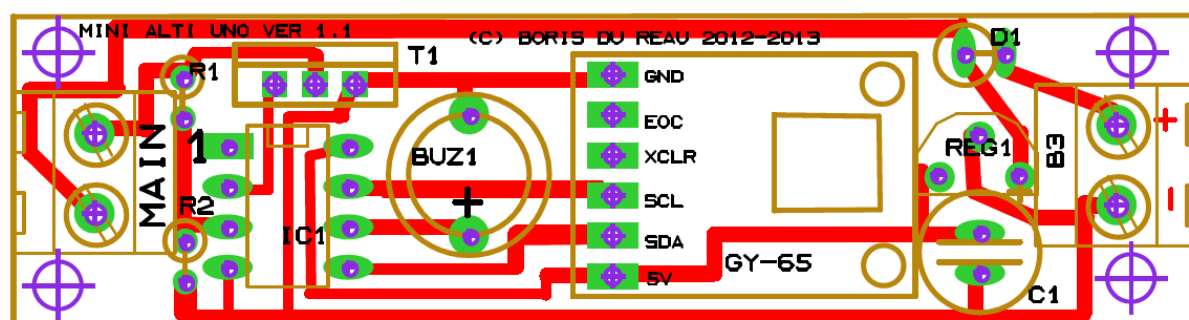 MINI ALTI UNO VER 1.1
(C) BORIS DU REAU 2012-2013
D1
T1
R1
GND
+
EOC
1
BUZ1
XCLR
REG1
B3
MAIN
SCL
-
R2
+
IC1
SDA
GY-65
5V
C1